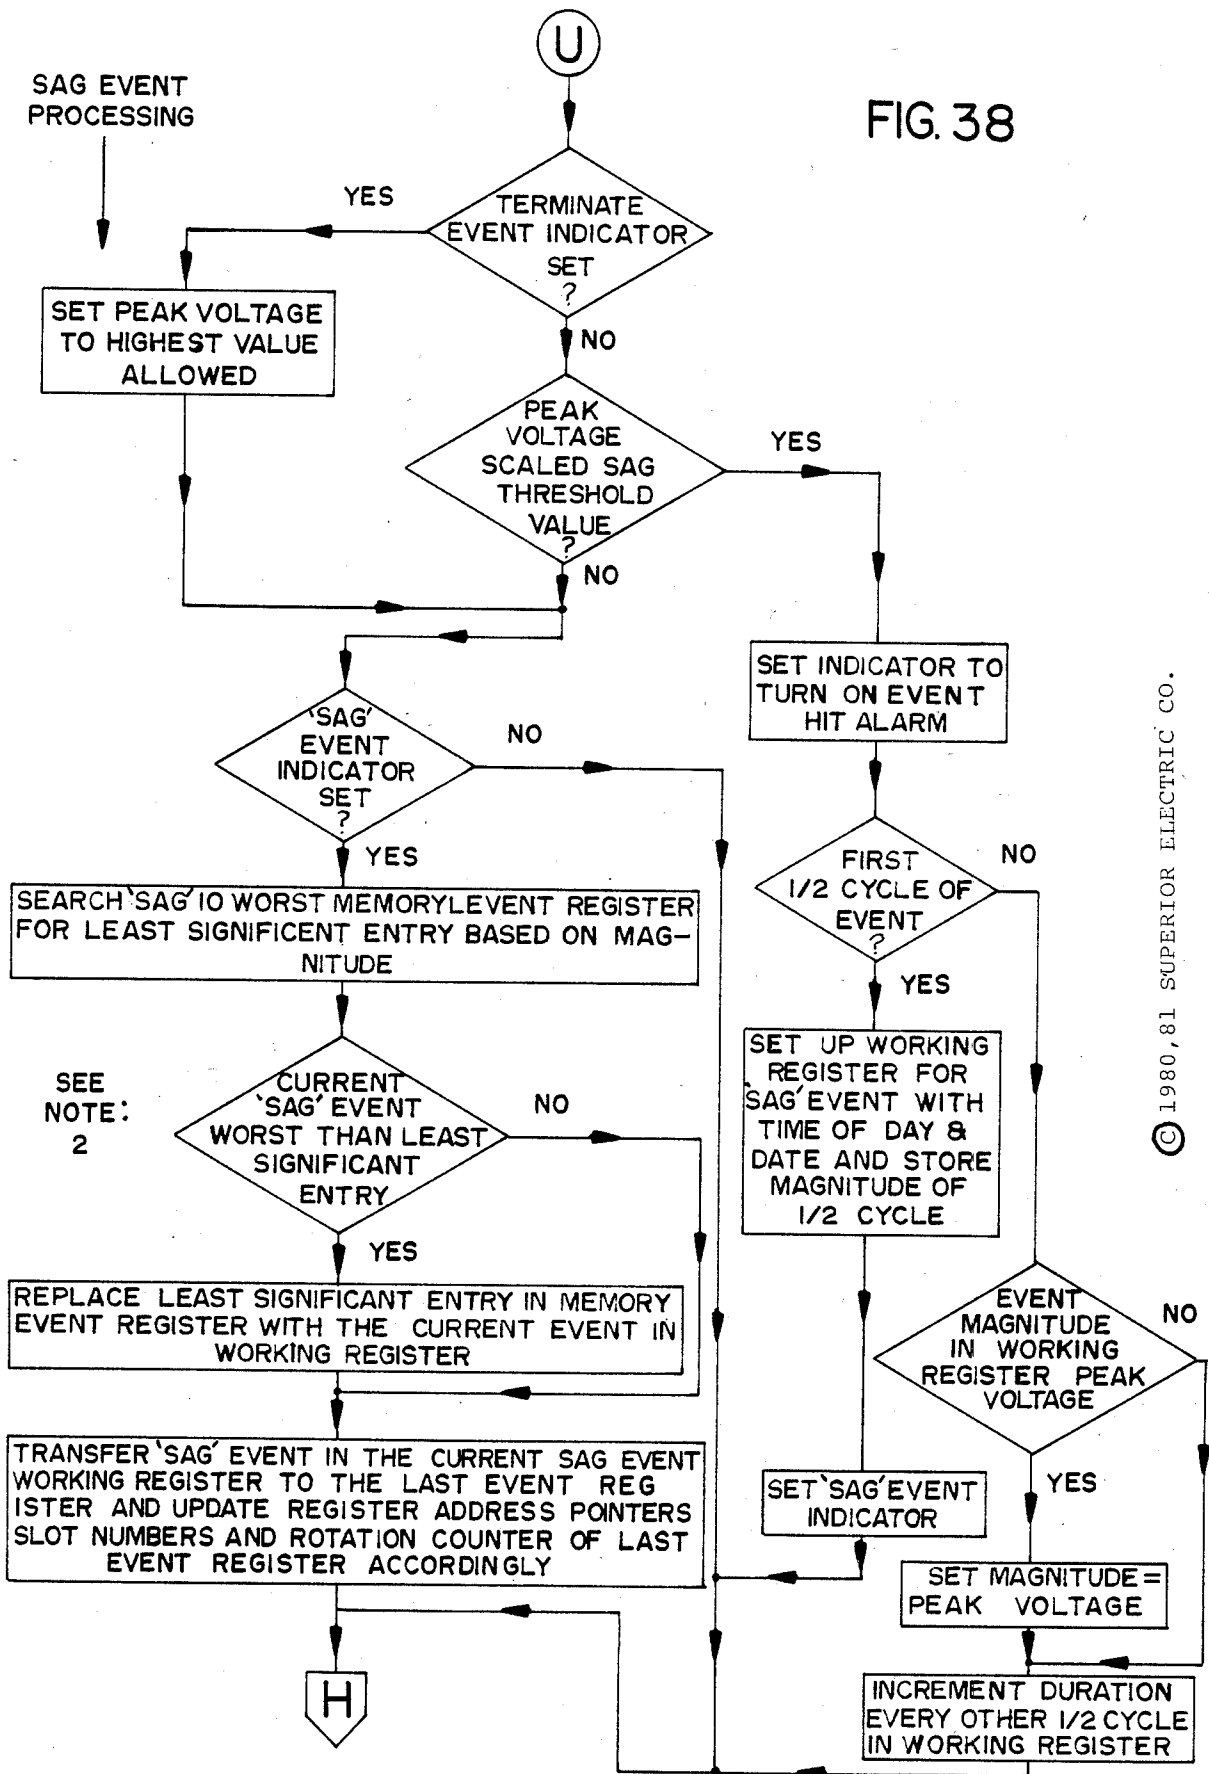 U
SAG EVENT
PROCESSING
FIG. 38
TERMINATE
EVENT INDICATOR
SET
?
YES
NO
SET PEAK VOLTAGE
TO HIGHEST VALUE
ALLOWED
PEAK
VOLTAGE
SCALED SAG
THRESHOLD
VALUE
?
YES
NO
SET INDICATOR TO
TURN ON EVENT
HIT ALARM
'SAG'
EVENT
INDICATOR
SET
?
NO
YES
FIRST
1/2 CYCLE OF
EVENT
?
NO
YES
SEARCH 'SAG' 10 WORST MEMORYLEVENT REGISTER
FOR LEAST SIGNIFICENT ENTRY BASED ON MAG-
NITUDE
SET UP WORKING
REGISTER FOR
'SAG' EVENT WITH
TIME OF DAY &
DATE AND STORE
MAGNITUDE OF
1/2 CYCLE
SEE
NOTE:
2
CURRENT
'SAG' EVENT
WORST THAN LEAST
SIGNIFICANT
ENTRY
NO
YES
REPLACE LEAST SIGNIFICANT ENTRY IN MEMORY
EVENT REGISTER WITH THE CURRENT EVENT IN
WORKING REGISTER
EVENT
MAGNITUDE
IN WORKING
REGISTER PEAK
VOLTAGE
NO
YES
TRANSFER 'SAG' EVENT IN THE CURRENT SAG EVENT
WORKING REGISTER TO THE LAST EVENT REG
ISTER AND UPDATE REGISTER ADDRESS POINTERS
SLOT NUMBERS AND ROTATION COUNTER OF LAST
EVENT REGISTER ACCORDINGLY
SET 'SAG' EVENT
INDICATOR
SET MAGNITUDE =
PEAK VOLTAGE
INCREMENT DURATION
EVERY OTHER 1/2 CYCLE
IN WORKING REGISTER
H
© 1980, 81 SUPERIOR ELECTRIC CO.